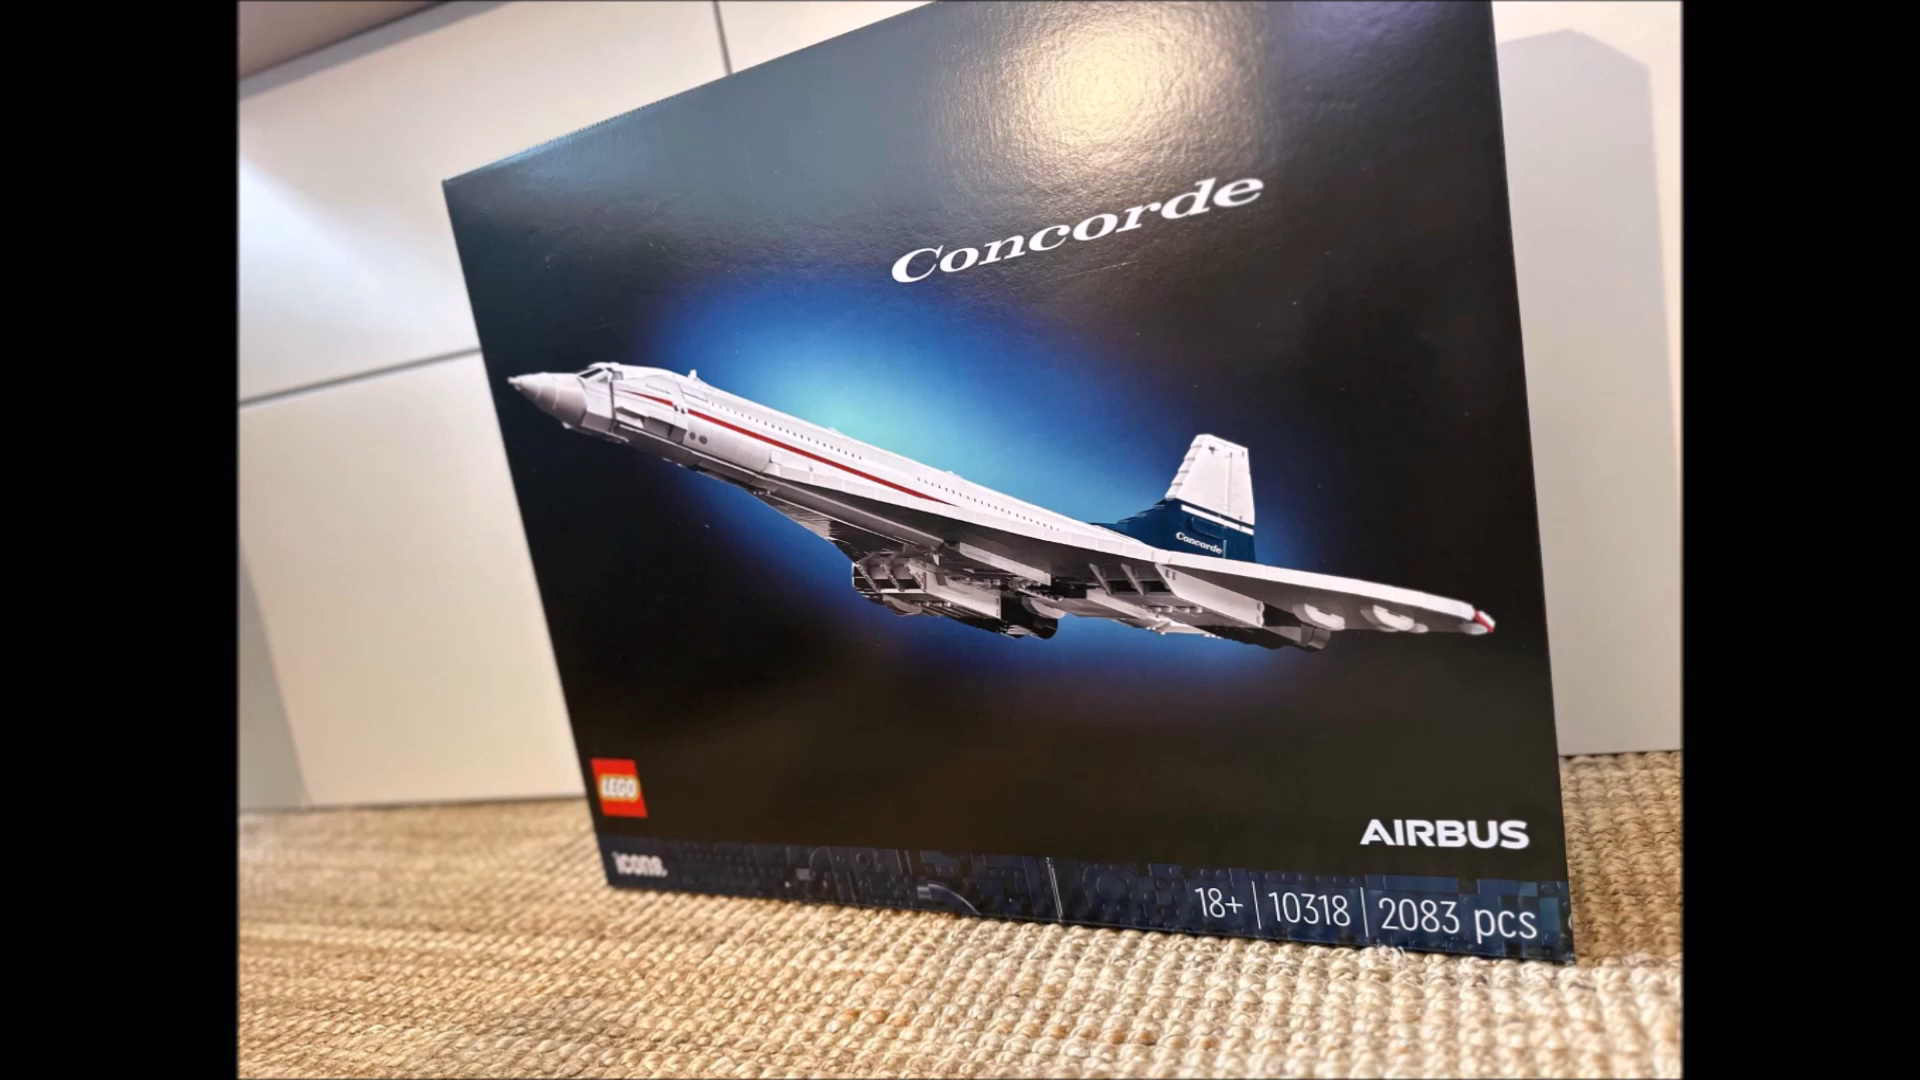 Concorde
Concorde
LEGO
AIRBUS
icons.
18+ | 10318 | 2083 pcs